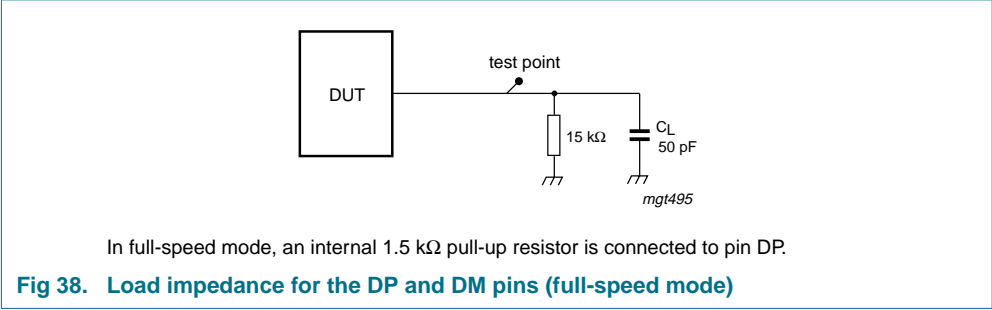 test point
DUT
15 kΩ
CL
50 pF
mgt495
In full-speed mode, an internal 1.5 kΩ pull-up resistor is connected to pin DP.
Fig 38. Load impedance for the DP and DM pins (full-speed mode)